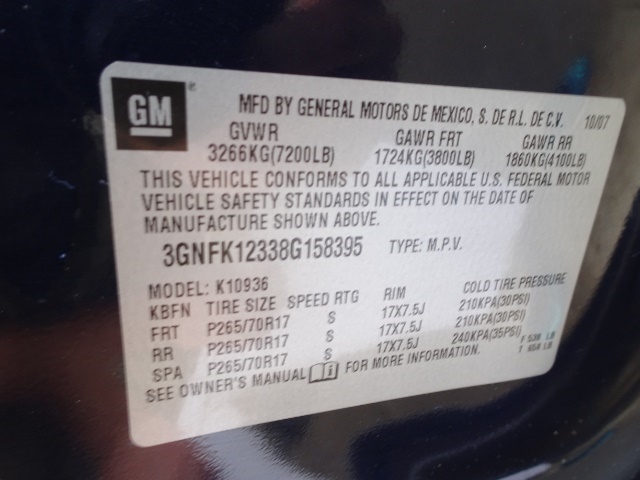 GM
®
MFD BY GENERAL MOTORS DE MEXICO, S. DE R.L. DE C.V. 10/07
GVWR GAWR FRT GAWR RR
3266KG(7200LB) 1724KG(3800LB) 1860KG(4100LB)
THIS VEHICLE CONFORMS TO ALL APPLICABLE U.S. FEDERAL MOTOR
VEHICLE SAFETY STANDARDS IN EFFECT ON THE DATE OF
MANUFACTURE SHOWN ABOVE.
3GNFK12338G158395 TYPE: M.P.V.
MODEL: K10936
KBFN TIRE SIZE SPEED RTG RIM COLD TIRE PRESSURE
FRT P265/70R17 S 17X7.5J 210KPA(30PSI)
RR P265/70R17 S 17X7.5J 210KPA(30PSI)
SPA P265/70R17 S 17X7.5J 240KPA(35PSI)
SEE OWNER'S MANUAL FOR MORE INFORMATION.
F 538 LB
T LB